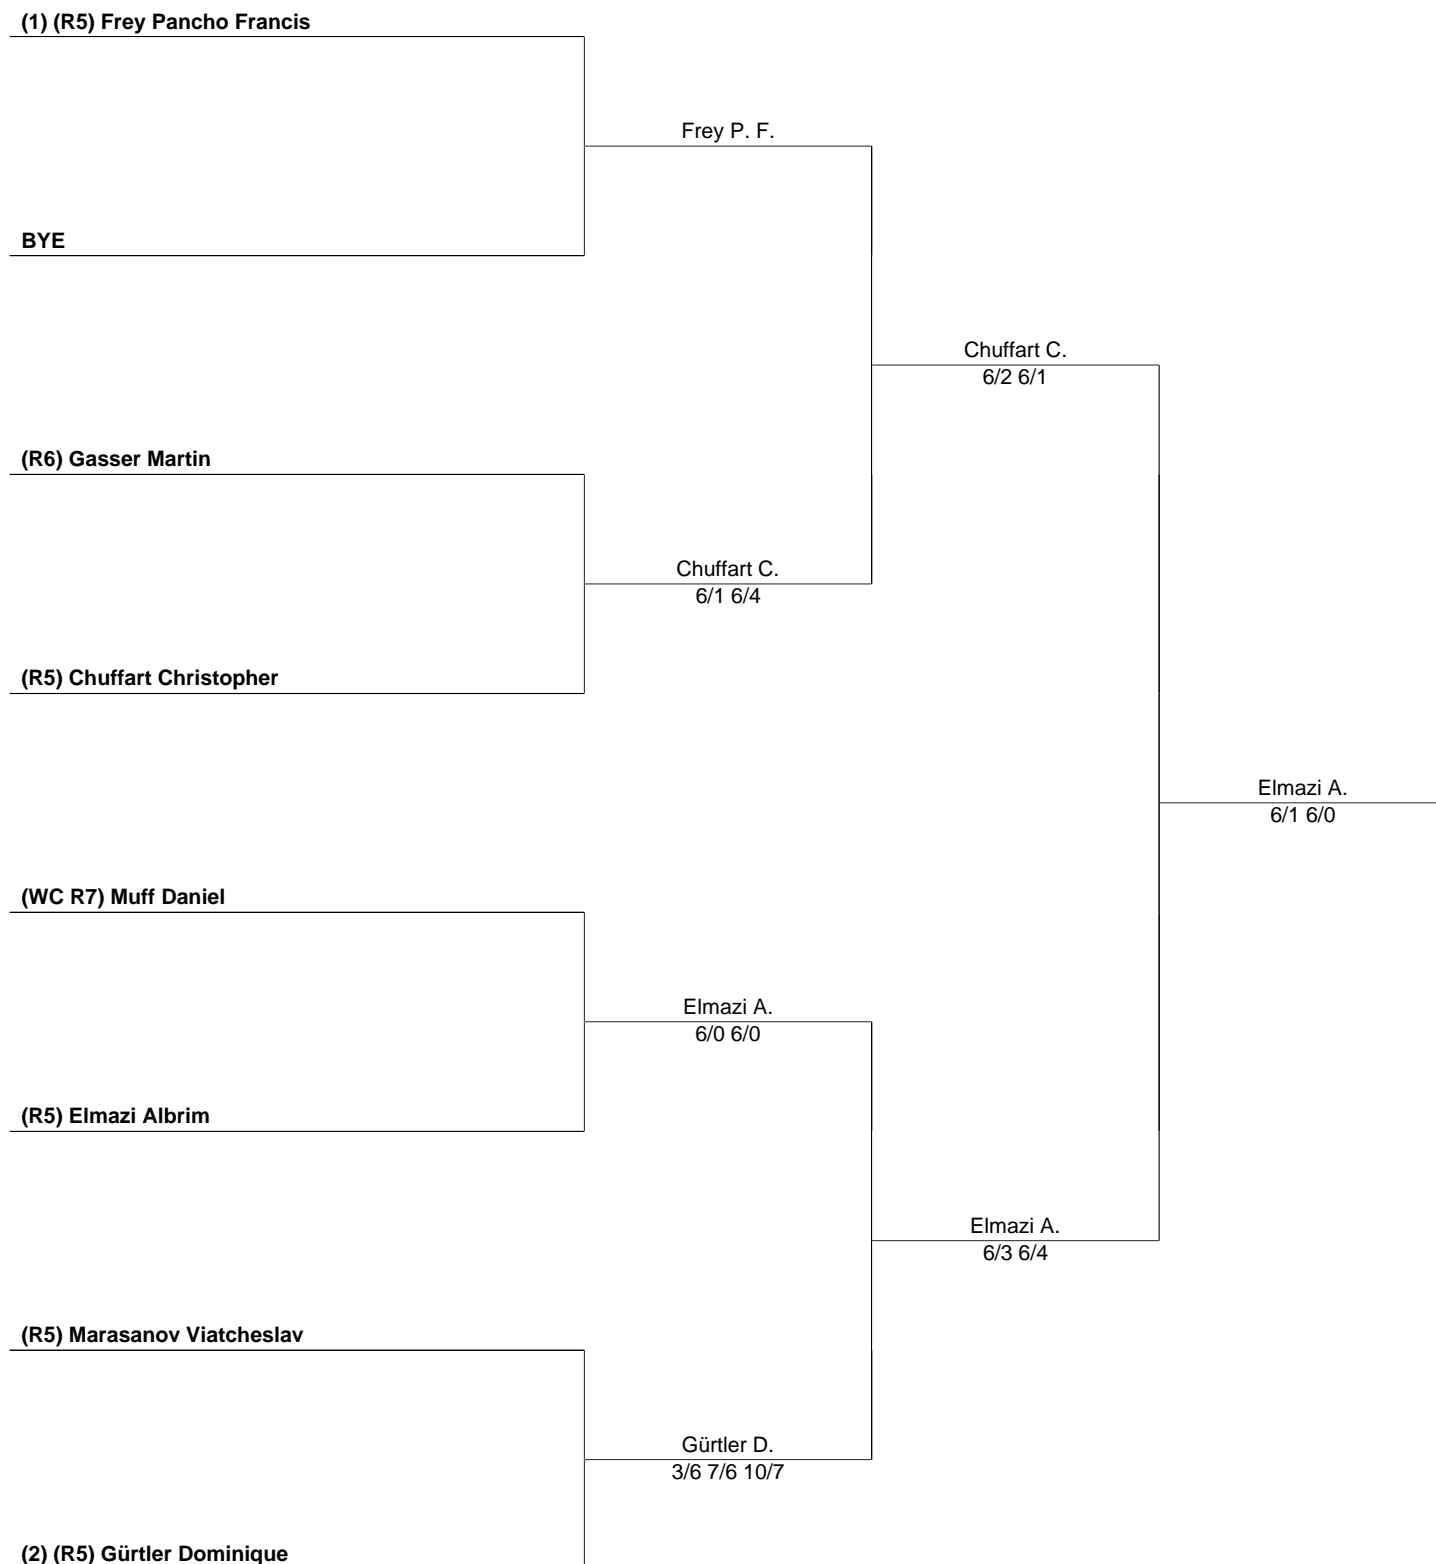 (1) (R5) Frey Pancho Francis
Frey P. F.
BYE
Chuffart C.
6/2 6/1
(R6) Gasser Martin
Chuffart C.
6/1 6/4
(R5) Chuffart Christopher
Elmazi A.
6/1 6/0
(WC R7) Muff Daniel
Elmazi A.
6/0 6/0
(R5) Elmazi Albrim
Elmazi A.
6/3 6/4
(R5) Marasanov Viatcheslav
Gürtler D.
3/6 7/6 10/7
(2) (R5) Gürtler Dominique